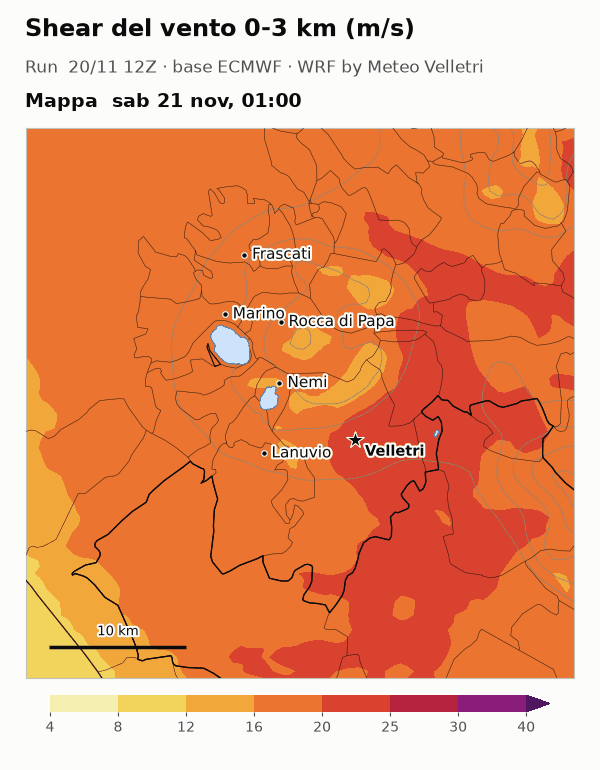 Shear del vento 0-3 km (m/s)
Run  20/11 12Z · base ECMWF · WRF by Meteo Velletri
Mappa  sab 21 nov, 01:00
Frascati
Marino
Rocca di Papa
Nemi
Velletri
Lanuvio
10 km
4 8 12 16 20 25 30 40